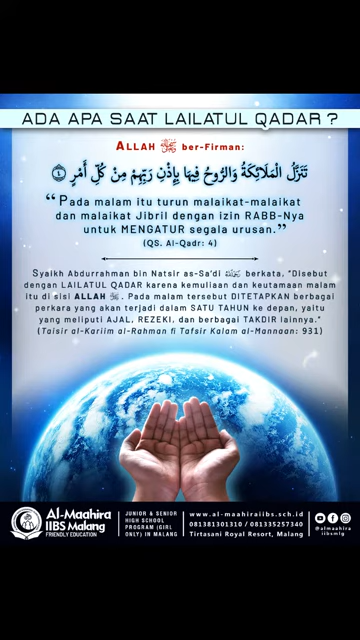 ADA APA SAAT LAILATUL QADAR ?
ALLAH ﷻ ber-Firman:
تَنَزَّلُ الْمَلَائِكَةُ وَالرُّوحُ فِيهَا بِإِذْنِ رَبِّهِمْ مِنْ كُلِّ أَمْرٍ ٤
“Pada malam itu turun malaikat-malaikat
dan malaikat Jibril dengan izin RABB-Nya
untuk MENGATUR segala urusan.”
(QS. Al-Qadr: 4)
Syaikh Abdurrahman bin Natsir as-Sa’di berkata, "Disebut
dengan LAILATUL QADAR karena kemuliaan dan keutamaan malam
itu di sisi ALLAH ﷻ. Pada malam tersebut DITETAPKAN berbagai
perkara yang akan terjadi dalam SATU TAHUN ke depan, yaitu
yang meliputi AJAL, REZEKI, dan berbagai TAKDIR lainnya."
(Taisir al-Kariim al-Rahman fi Tafsir Kalam al-Mannaan: 931)
Al-Maahira
IIBS Malang
FRIENDLY EDUCATION
JUNIOR & SENIOR
HIGH SCHOOL
PROGRAM (GIRL
ONLY) IN MALANG
www.al-maahiraiibs.sch.id
081381301310 / 081335257340
Tirtasani Royal Resort, Malang
@almaahira
iibsmlg